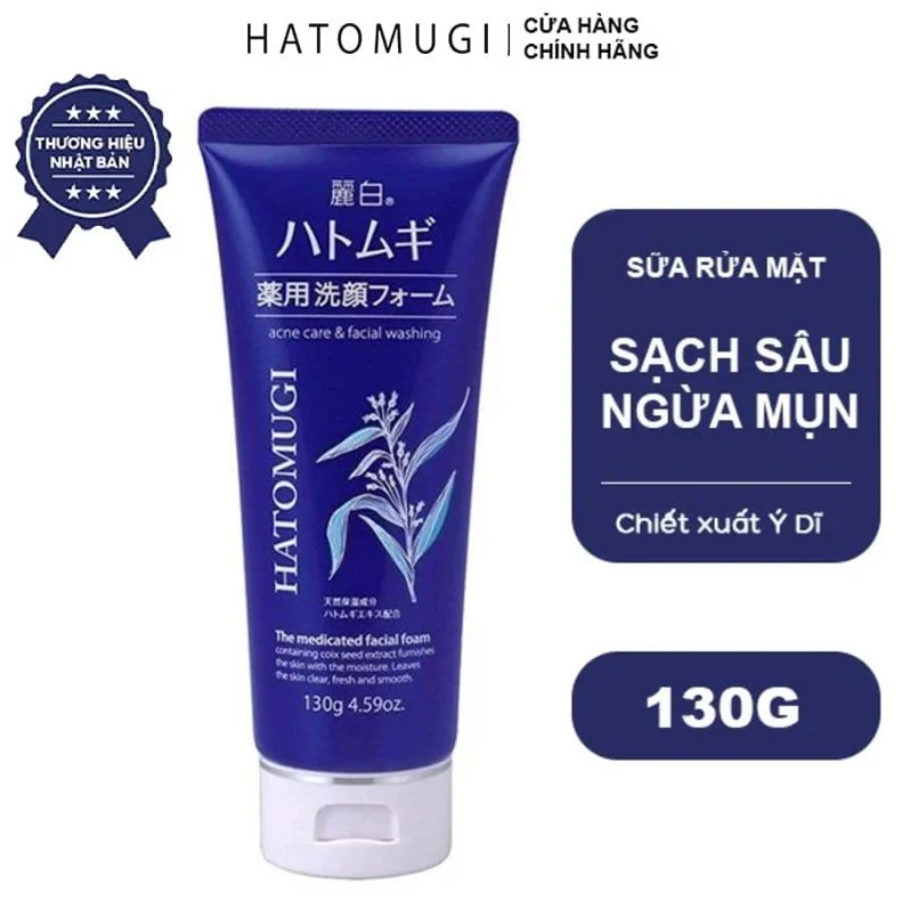 HATOMUGI
CỬA HÀNG
CHÍNH HÃNG
★★★
THƯƠNG HIỆU
NHẬT BẢN
★★★
麗白®
ハトムギ
薬用洗顔フォーム
acne care & facial washing
HATOMUGI
天然保湿成分
ハトムギエキス配合
The medicated facial foam
containing coix seed extract furnishes
the skin with the moisture. Leaves
the skin clear, fresh and smooth.
130g 4.59oz.
SỮA RỬA MẶT
SẠCH SÂU
NGỪA MỤN
Chiết xuất Ý Dĩ
130G